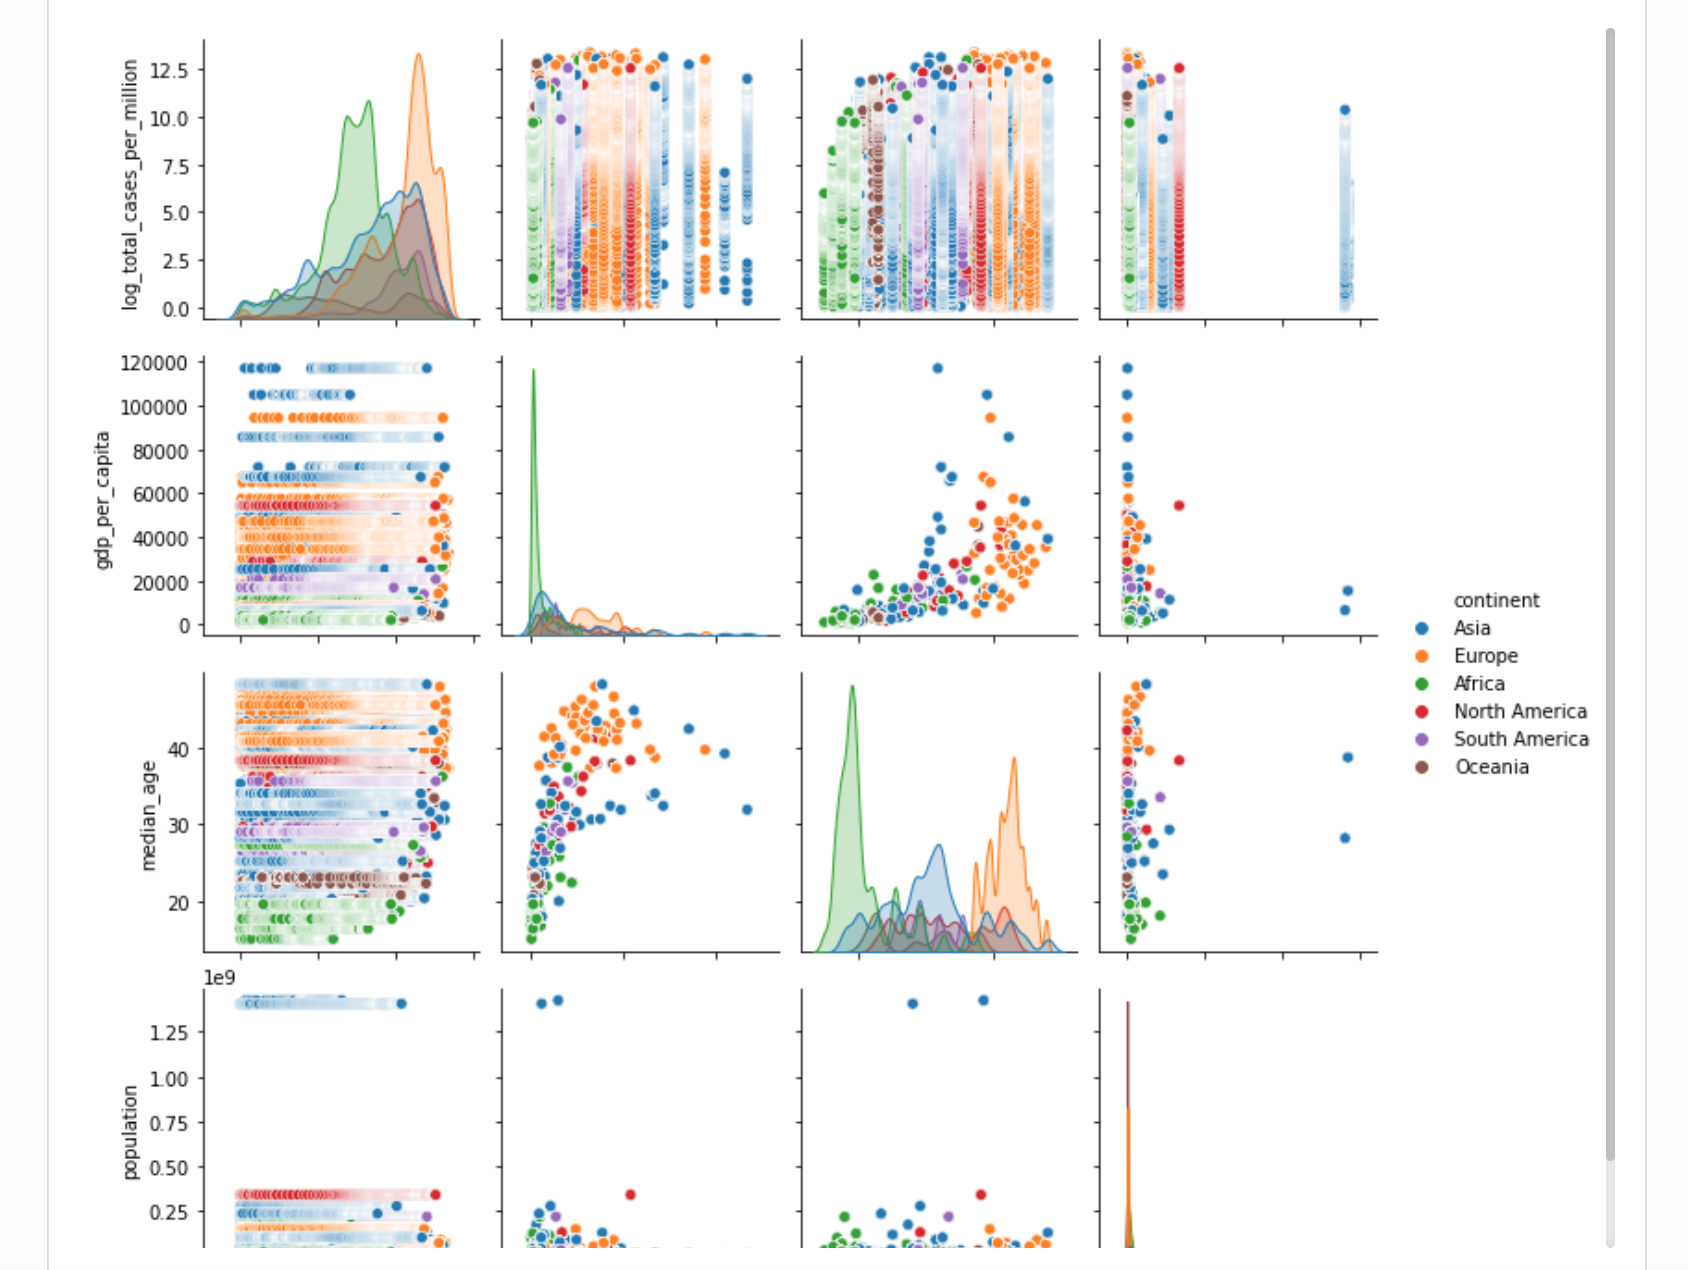 log_total_cases_per_million
12.5
10.0
7.5
5.0
2.5
0.0
gdp_per_capita
120000
100000
80000
60000
40000
20000
0
median_age
40
30
20
1e9
population
1.25
1.00
0.75
0.50
0.25
continent
Asia
Europe
Africa
North America
South America
Oceania